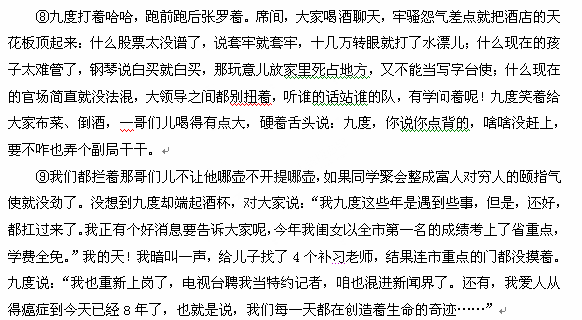 ⑧九度打着哈哈，跑前跑后张罗着。席间，大家喝酒聊天，牢骚怨气差点就把酒店的天
花板顶起来：什么股票太没谱了，说套牢就套牢，十几万转眼就打了水漂儿；什么现在的孩
子太难管了，钢琴说白买就白买，那玩意儿放家里死占地方，又不能当写字台使；什么现在
的官场简直就没法混，大领导之间都别扭着，听谁的话站谁的队，有学问着呢！九度笑着给
大家布菜、倒酒，一哥们儿喝得有点大，硬着舌头说：九度，你说你点背的，啥啥没赶上，
要不咋也弄个副局干干。
⑨我们都拦着那哥们儿不让他哪壶不开提哪壶，如果同学聚会整成富人对穷人的颐指气
使就没劲了。没想到九度却端起酒杯，对大家说：“我九度这些年是遇到些事，但是，还好，
都扛过来了。我正有个好消息要告诉大家呢，今年我闺女以全市第一名的成绩考上了省重点，
学费全免。”我的天！我暗叫一声，给儿子找了 4 个补习老师，结果连市重点的门都没摸着。
九度说：“我也重新上岗了，电视台聘我当特约记者，咱也混进新闻界了。还有，我爱人从
得癌症到今天已经 8 年了，也就是说，我们每一天都在创造着生命的奇迹……”